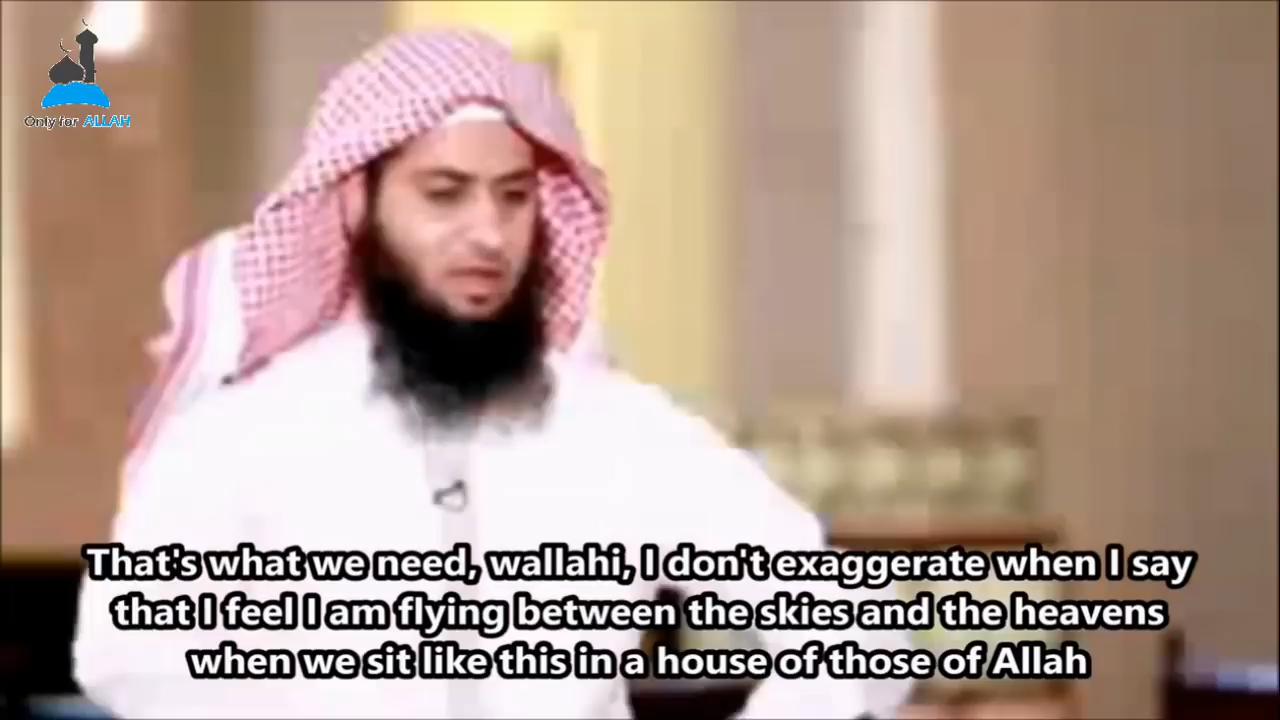 Only for ALLAH
That's what we need, wallahi, I don't exaggerate when I say
that I feel I am flying between the skies and the heavens
when we sit like this in a house of those of Allah